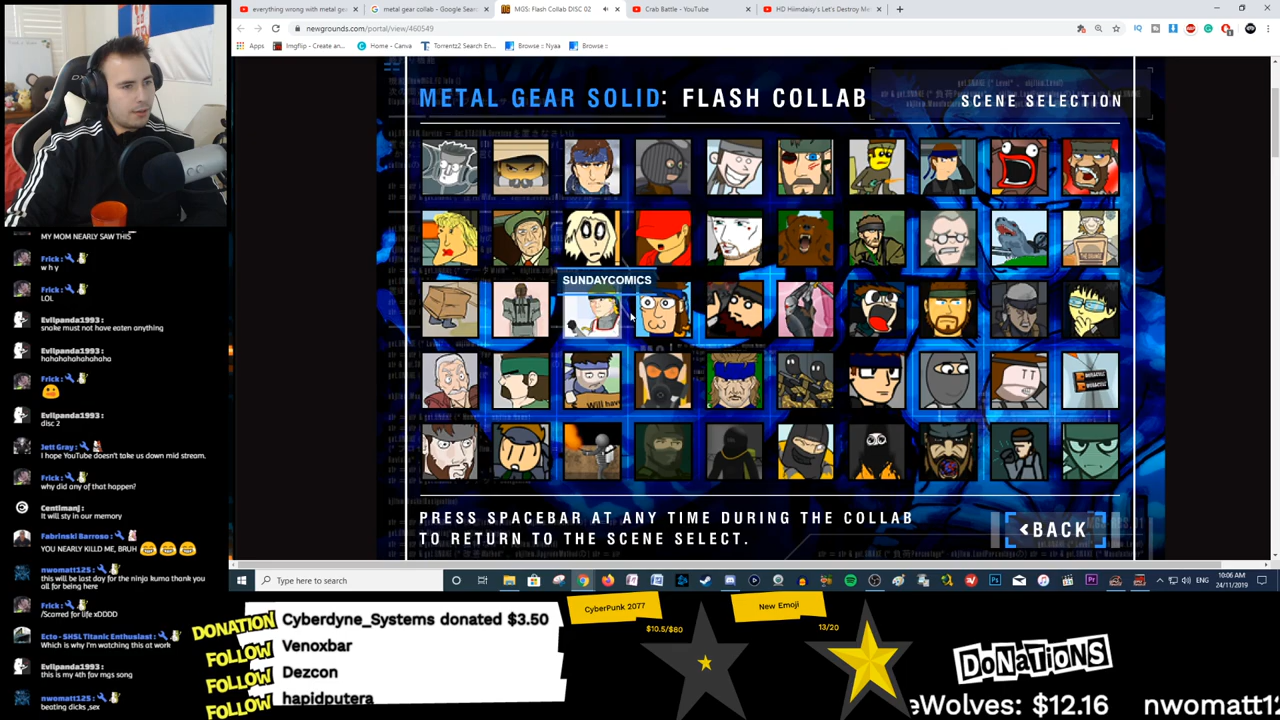 everything wrong with metal gea
metal gear collab - Google Sear
MGS: Flash Collab DISC 02
Crab Battle - YouTube
HD Hiimdaisy's Let's Destroy Me
newgrounds.com/portal/view/460549
Apps
Imgflip - Create an...
Home - Canva
Torrentz2 Search En...
Browse :: Nyaa
Browse ::
METAL GEAR SOLID: FLASH COLLAB
SCENE SELECTION
SUNDAYCOMICS
Will hav
PRESS SPACEBAR AT ANY TIME DURING THE COLLAB
TO RETURN TO THE SCENE SELECT.
BACK
MY MOM NEARLY SAW THIS
Frick :
w h y
Frick :
LOL
Evilpanda1993 :
snake must not have eaten anything
Evilpanda1993 :
hahahahahahahaha
Frick :
Evilpanda1993 :
disc 2
Jett Gray :
I hope YouTube doesn't take us down mid stream.
Frick :
why did any of that happen?
Centimanj :
It will sty in our memory
Fabrinski Barroso :
YOU NEARLY KILLED ME, BRUH
nwomatt125 :
this will be last day for the ninja kuma thank you
all for being here
Frick :
/Scarred for life xDDDD
Ecto - SHSL Titanic Enthusiast :
Which is why I'm watching this at work
Evilpanda1993 :
this is my 4th fav mgs song
nwomatt125 :
beating dicks ,sex
Type here to search
ENG
10:06 AM
24/11/2019
DONATION
Cyberdyne_Systems donated $3.50
FOLLOW
Venoxbar
FOLLOW
Dezcon
FOLLOW
hapidputera
CyberPunk 2077
$10.5/$80
New Emoji
13/20
DONATIONS
eWolves: $12.16
nwomatt12